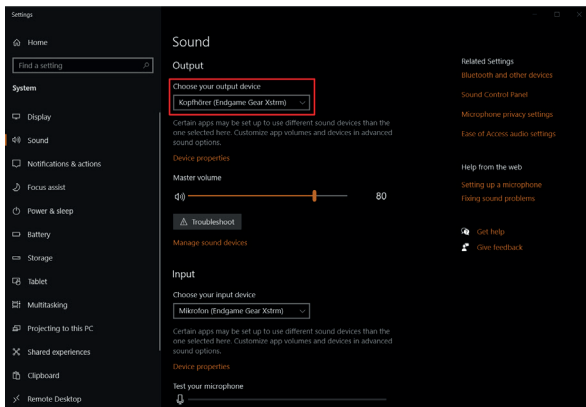 Settings
Home
Find a setting
System
Display
Sound
Notifications & actions
Focus assist
Power & sleep
Battery
Storage
Tablet
Multitasking
Projecting to this PC
Shared experiences
Clipboard
Remote Desktop
Sound
Output
Choose your output device
Kopfhörer (Endgame Gear Xstrm)
Certain apps may be set up to use different sound devices than the
one selected here. Customize app volumes and devices in advanced
sound options.
Device properties
Master volume
80
Troubleshoot
Manage sound devices
Input
Choose your input device
Mikrofon (Endgame Gear Xstrm)
Certain apps may be set up to use different sound devices than the
one selected here. Customize app volumes and devices in advanced
sound options.
Device properties
Test your microphone
Related Settings
Bluetooth and other devices
Sound Control Panel
Microphone privacy settings
Ease of Access audio settings
Help from the web
Setting up a microphone
Fixing sound problems
Get help
Give feedback